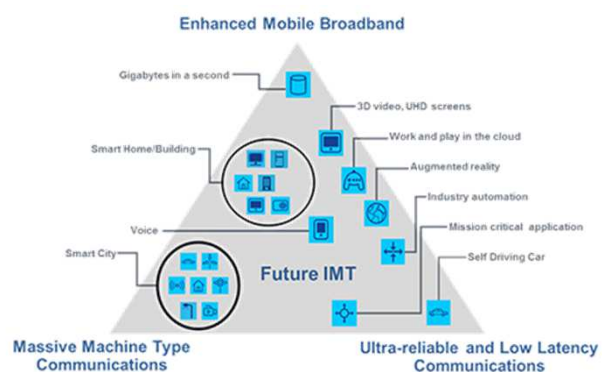 Enhanced Mobile Broadband
Gigabytes in a second
3D video, UHD screens
Smart Home/Building
Work and play in the cloud
Augmented reality
Industry automation
Voice
Mission critical application
Smart City
Self Driving Car
Future IMT
Massive Machine Type
Communications
Ultra-reliable and Low Latency
Communications